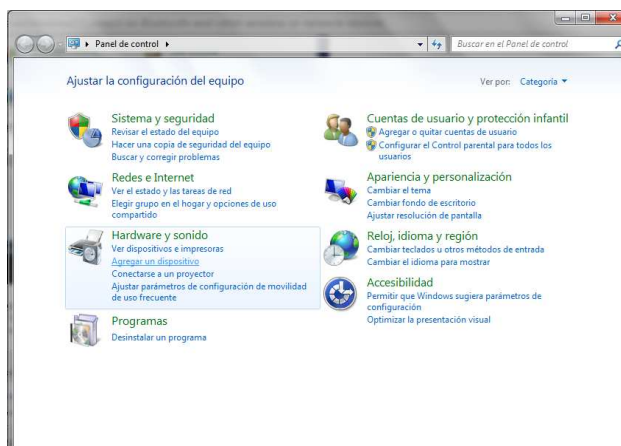 Panel de control
Buscar en el Panel de control
Ajustar la configuración del equipo
Ver por: Categoría
Sistema y seguridad
Revisar el estado del equipo
Hacer una copia de seguridad del equipo
Buscar y corregir problemas
Redes e Internet
Ver el estado y las tareas de red
Elegir grupo en el hogar y opciones de uso
compartido
Hardware y sonido
Ver dispositivos e impresoras
Agregar un dispositivo
Conectarse a un proyector
Ajustar parámetros de configuración de movilidad
de uso frecuente
Programas
Desinstalar un programa
Cuentas de usuario y protección infantil
Agregar o quitar cuentas de usuario
Configurar el Control parental para todos los
usuarios
Apariencia y personalización
Cambiar el tema
Cambiar fondo de escritorio
Ajustar resolución de pantalla
Reloj, idioma y región
Cambiar teclados u otros métodos de entrada
Cambiar el idioma para mostrar
Accesibilidad
Permitir que Windows sugiera parámetros de
configuración
Optimizar la presentación visual